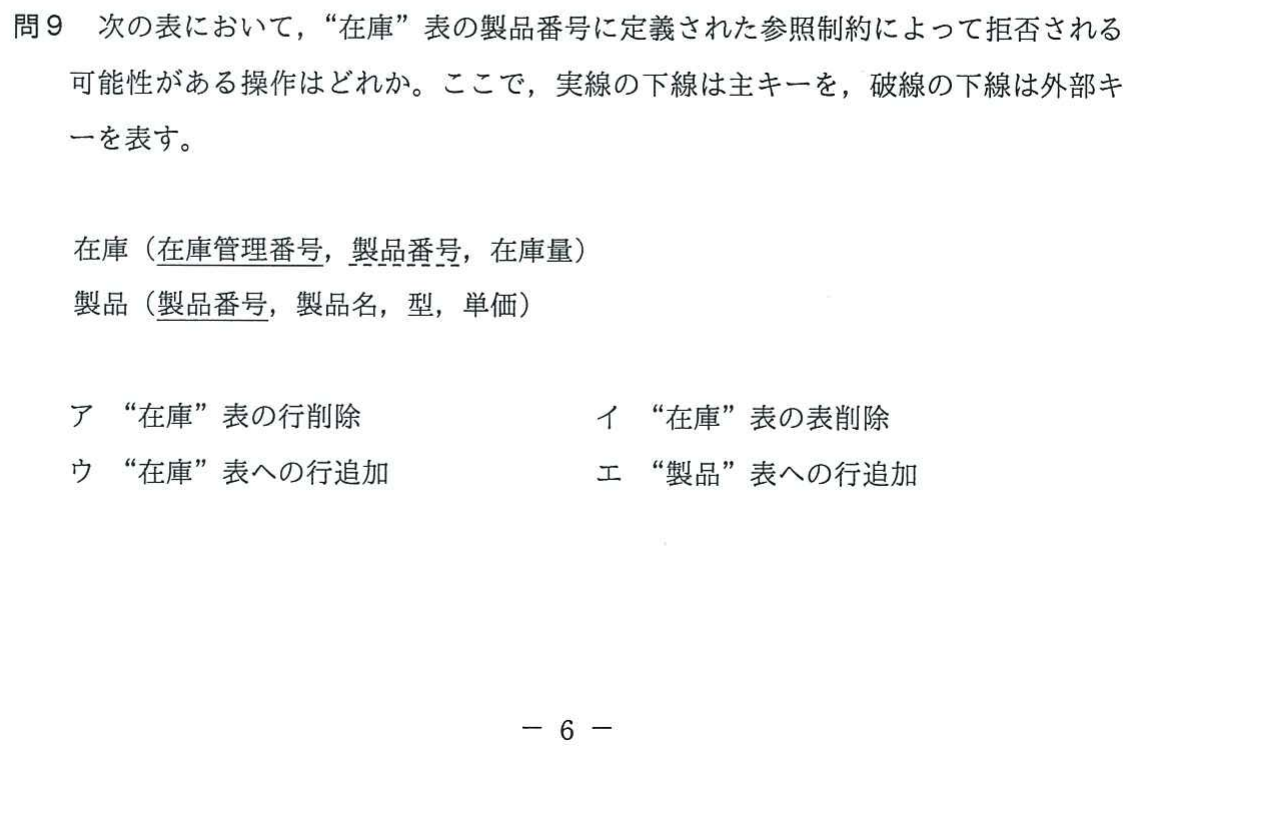 問9　次の表において，“在庫”表の製品番号に定義された参照制約によって拒否される
可能性がある操作はどれか。ここで，実線の下線は主キーを，破線の下線は外部キ
ーを表す。
在庫（在庫管理番号，製品番号，在庫量）
製品（製品番号，製品名，型，単価）
ア　“在庫”表の行削除　イ　“在庫”表の表削除
ウ　“在庫”表への行追加　エ　“製品”表への行追加
－ 6 －